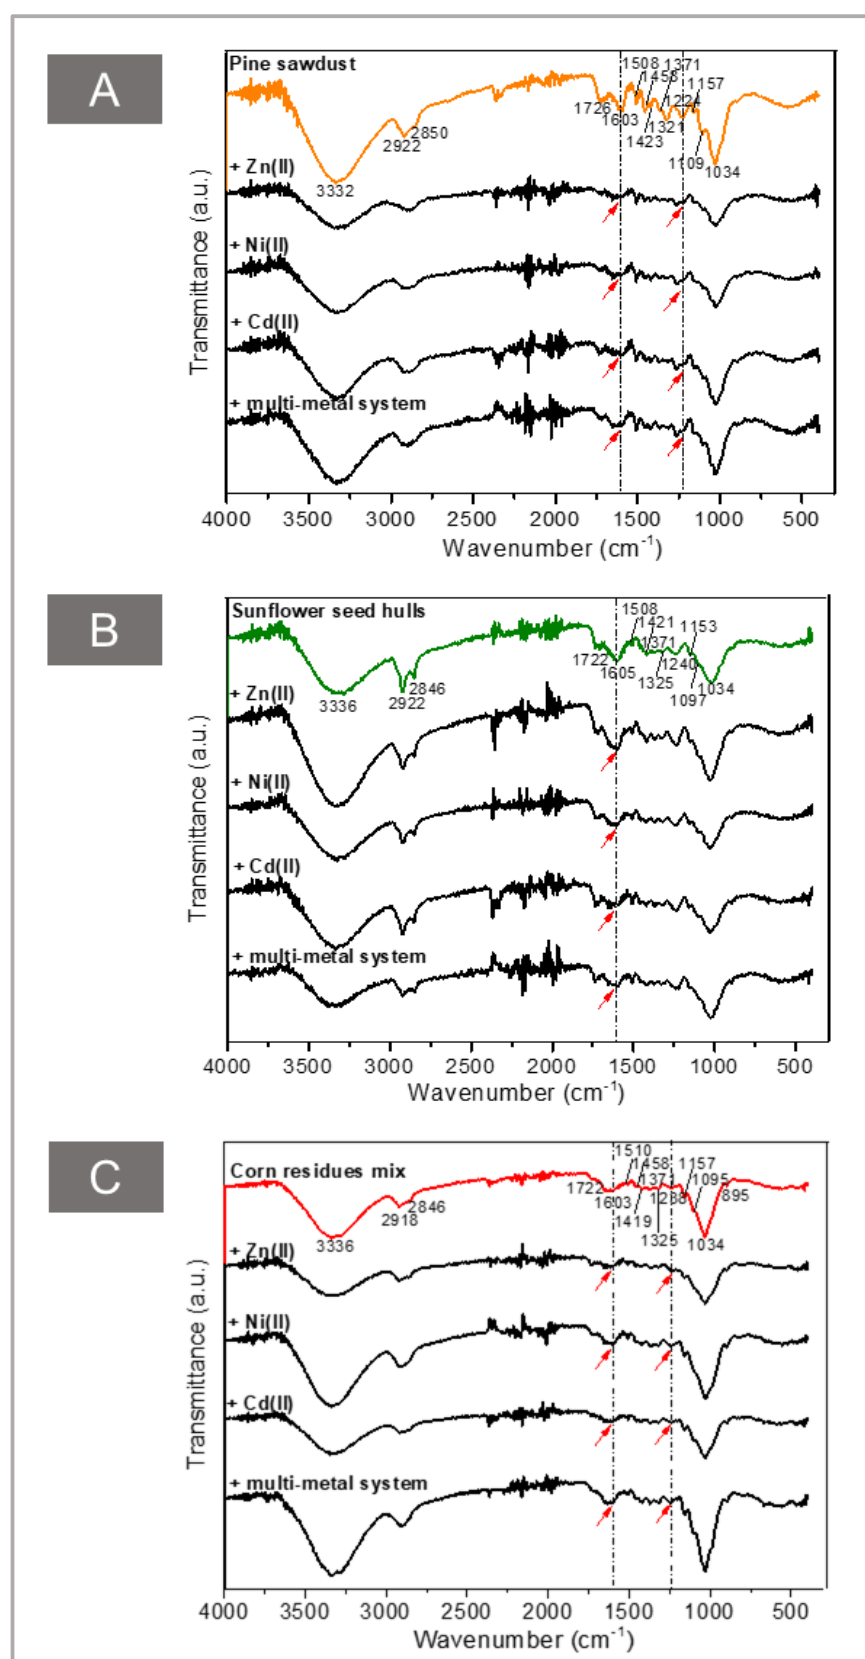 A
Pine sawdust
1508 1371
1458 1157
1726 1224
1603 1321
1423
1109 1034
2850
2922
3332
+ Zn(II)
+ Ni(II)
+ Cd(II)
+ multi-metal system
Transmittance (a.u.)
4000 3500 3000 2500 2000 1500 1000 500
Wavenumber (cm⁻¹)
B
Sunflower seed hulls
1508
1421 1153
1371
1722 1240
1605 1325 1034
1097
2846
2922
3336
+ Zn(II)
+ Ni(II)
+ Cd(II)
+ multi-metal system
Transmittance (a.u.)
4000 3500 3000 2500 2000 1500 1000 500
Wavenumber (cm⁻¹)
C
Corn residues mix
1510
1458 1157
1371 1095
1722 895
1603 1238
1419
1325 1034
2846
2918
3336
+ Zn(II)
+ Ni(II)
+ Cd(II)
+ multi-metal system
Transmittance (a.u.)
4000 3500 3000 2500 2000 1500 1000 500
Wavenumber (cm⁻¹)